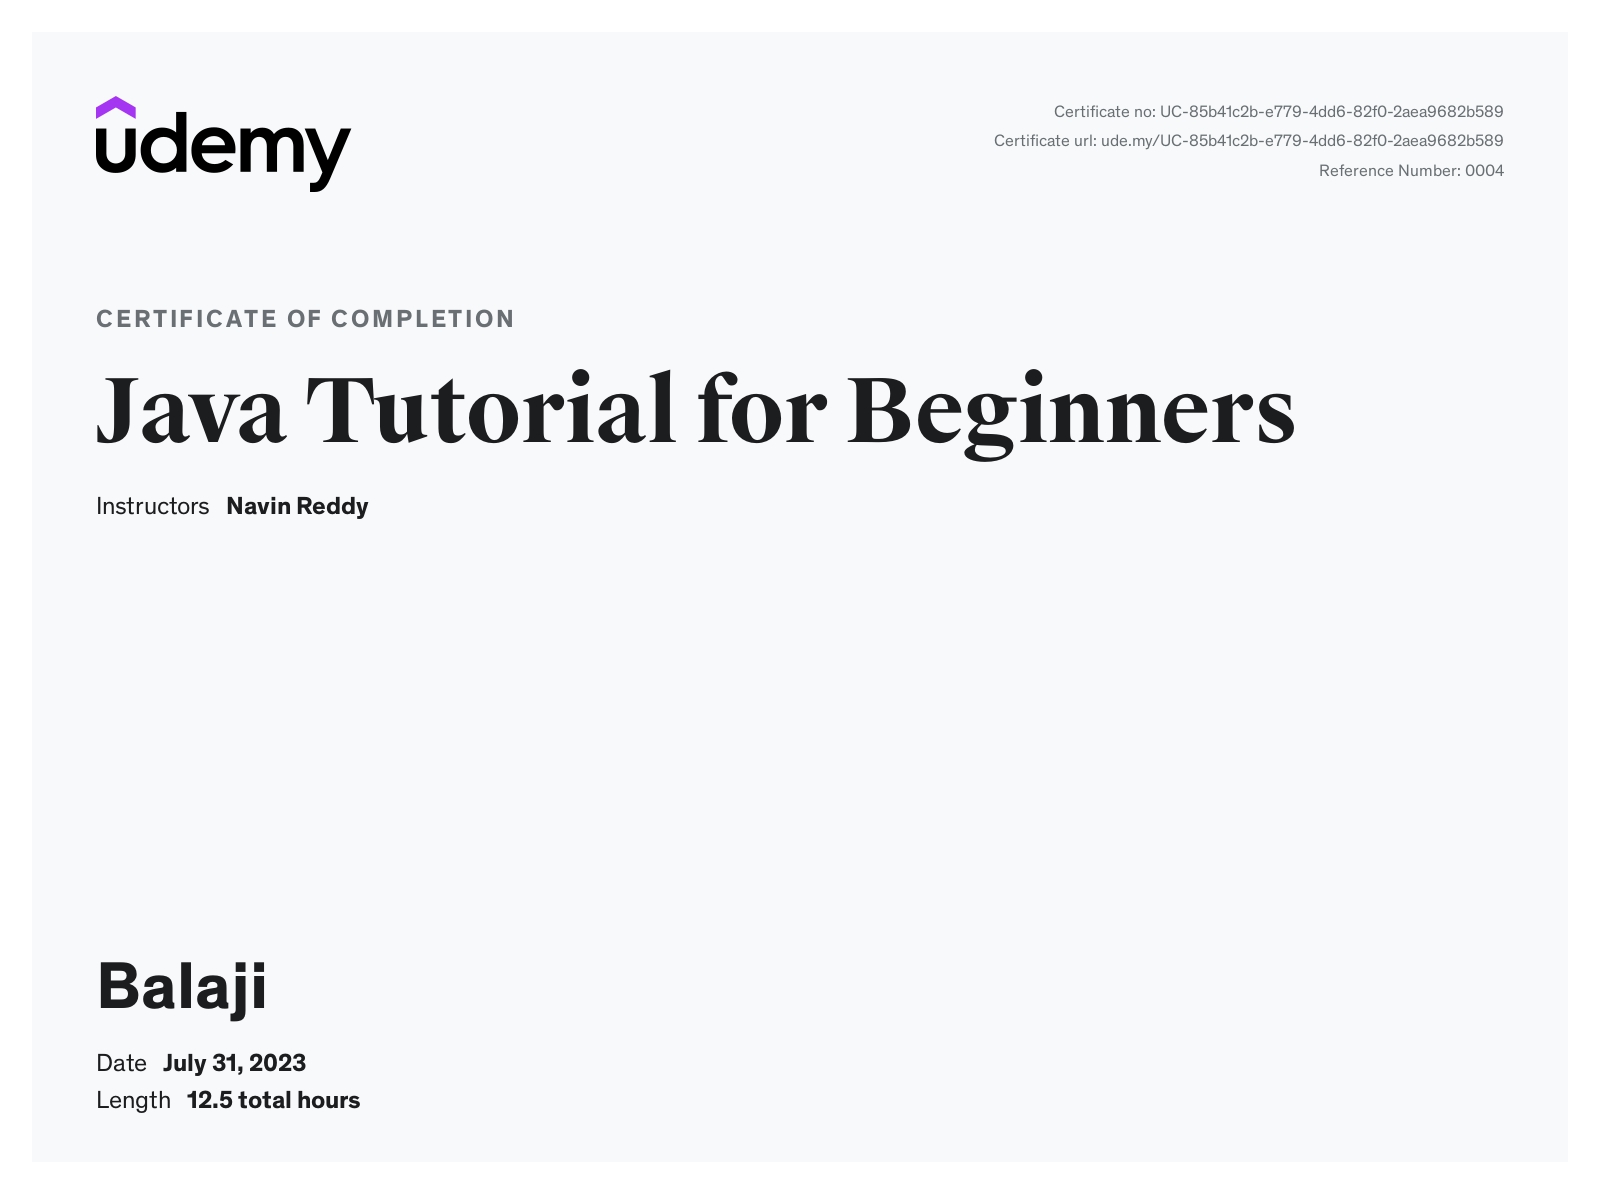 udemy
Certificate no: UC-85b41c2b-e779-4dd6-82f0-2aea9682b589
Certificate url: ude.my/UC-85b41c2b-e779-4dd6-82f0-2aea9682b589
Reference Number: 0004
CERTIFICATE OF COMPLETION
Java Tutorial for Beginners
Instructors Navin Reddy
Balaji
Date July 31, 2023
Length 12.5 total hours